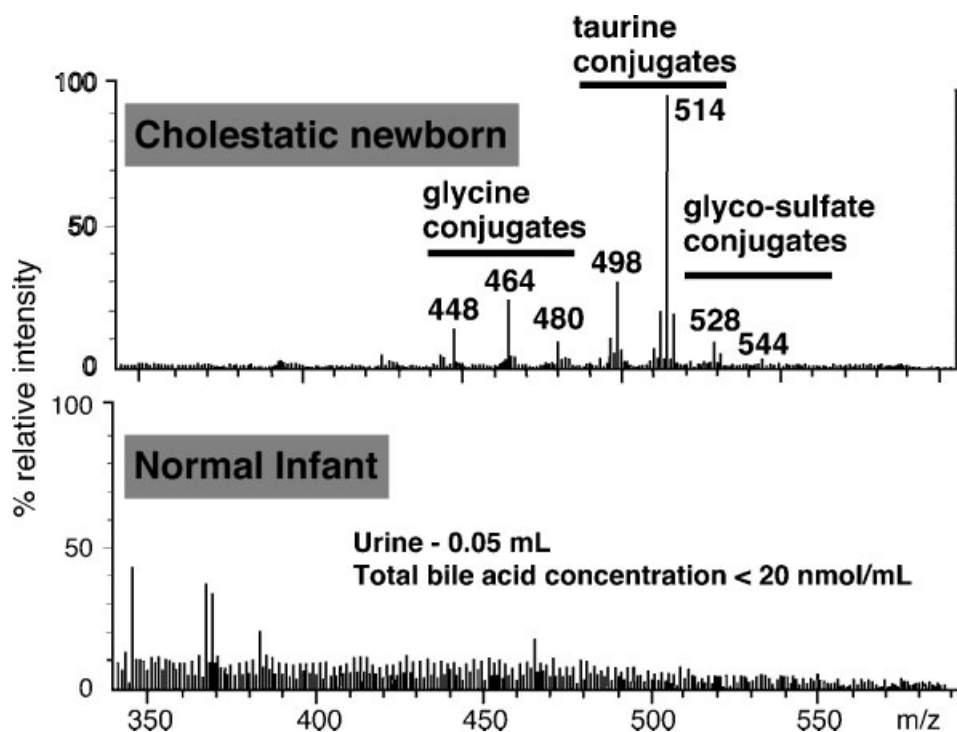 taurine
conjugates
100
514
Cholestatic newborn
glycine
conjugates
glyco-sulfate
conjugates
50
498
464
448
480
528
544
0
% relative intensity
100
Normal Infant
50
Urine - 0.05 mL
Total bile acid concentration < 20 nmol/mL
0
350 400 450 500 550 m/z